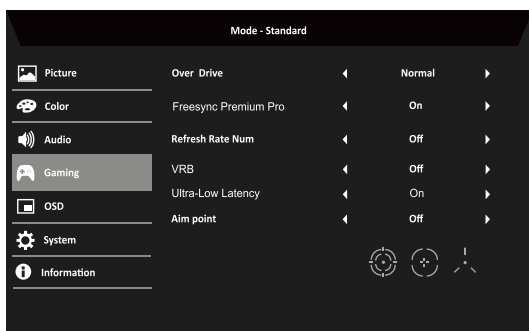 Mode - Standard
Picture
Over Drive Normal
Color
Freesync Premium Pro On
Audio
Refresh Rate Num Off
Gaming
VRB Off
Ultra-Low Latency On
OSD
Aim point Off
System
Information